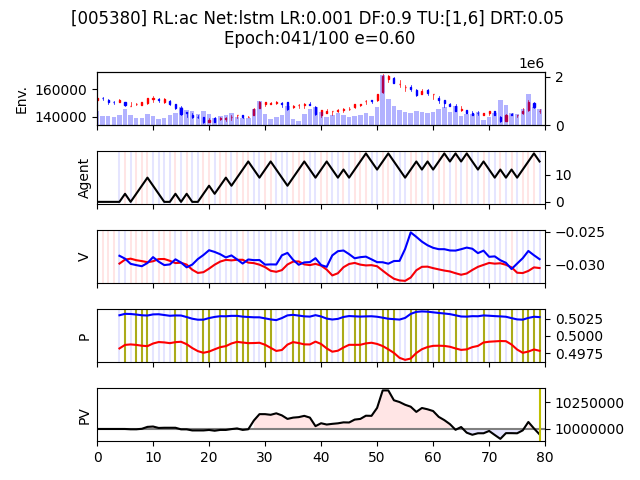 [005380] RL:ac Net:lstm LR:0.001 DF:0.9 TU:[1,6] DRT:0.05
Epoch:041/100 e=0.60
1e6
Env.
160000
140000
2
0
Agent
10
0
V
−0.025
−0.030
P
0.5025
0.5000
0.4975
PV
10250000
10000000
0 10 20 30 40 50 60 70 80